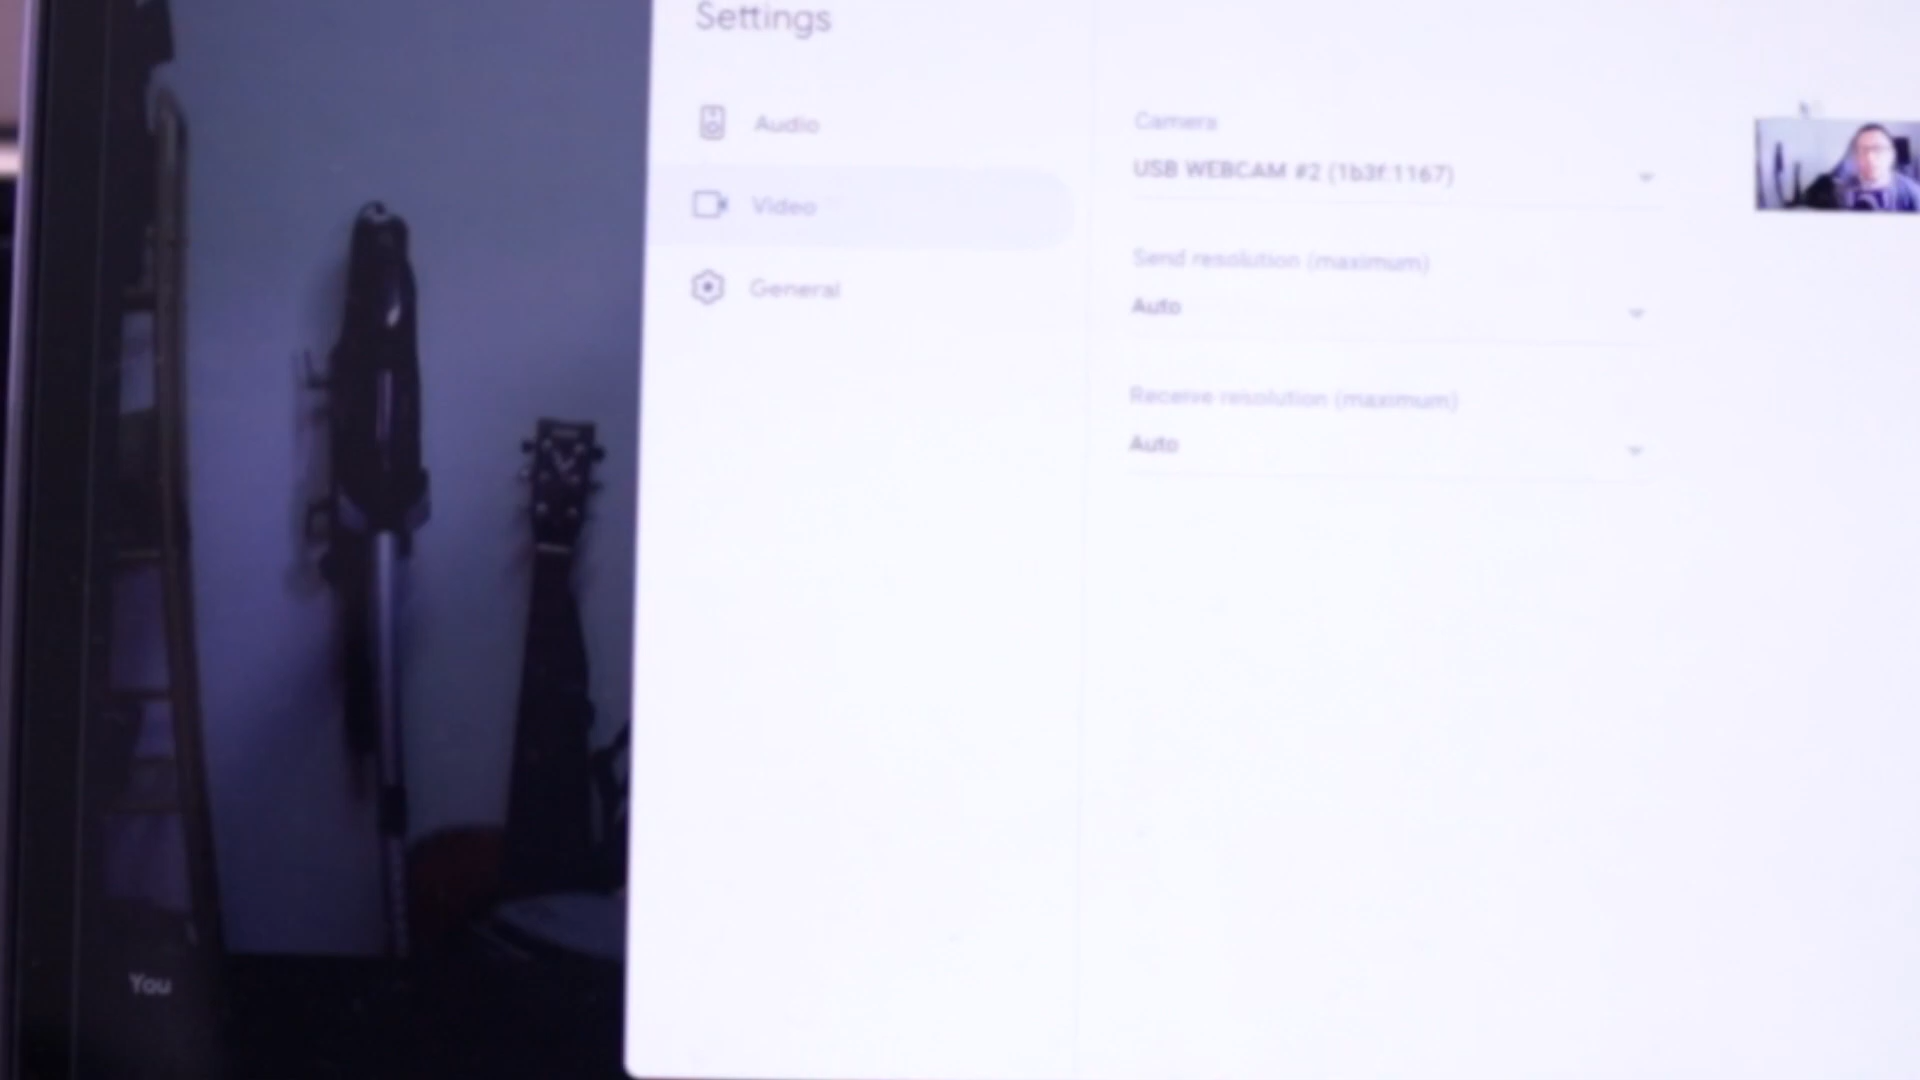 Settings
Audio
Video
General
Camera
USB WEBCAM #2 (1b3f:1167)
Send resolution (maximum)
Auto
Receive resolution (maximum)
Auto
You